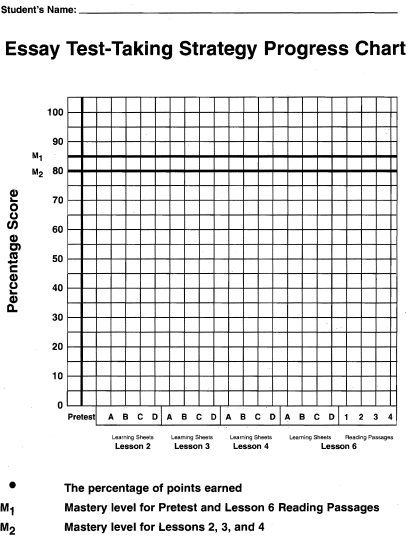 Student's Name:
Essay Test-Taking Strategy Progress Chart
Percentage Score
100
90
M1
80
M2
70
60
50
40
30
20
10
0
Pretest A B C D A B C D A B C D A B C D 1 2 3 4
Learning Sheets Learning Sheets Learning Sheets Learning Sheets Reading Passages
Lesson 2 Lesson 3 Lesson 4 Lesson 6
● The percentage of points earned
M1 Mastery level for Pretest and Lesson 6 Reading Passages
M2 Mastery level for Lessons 2, 3, and 4